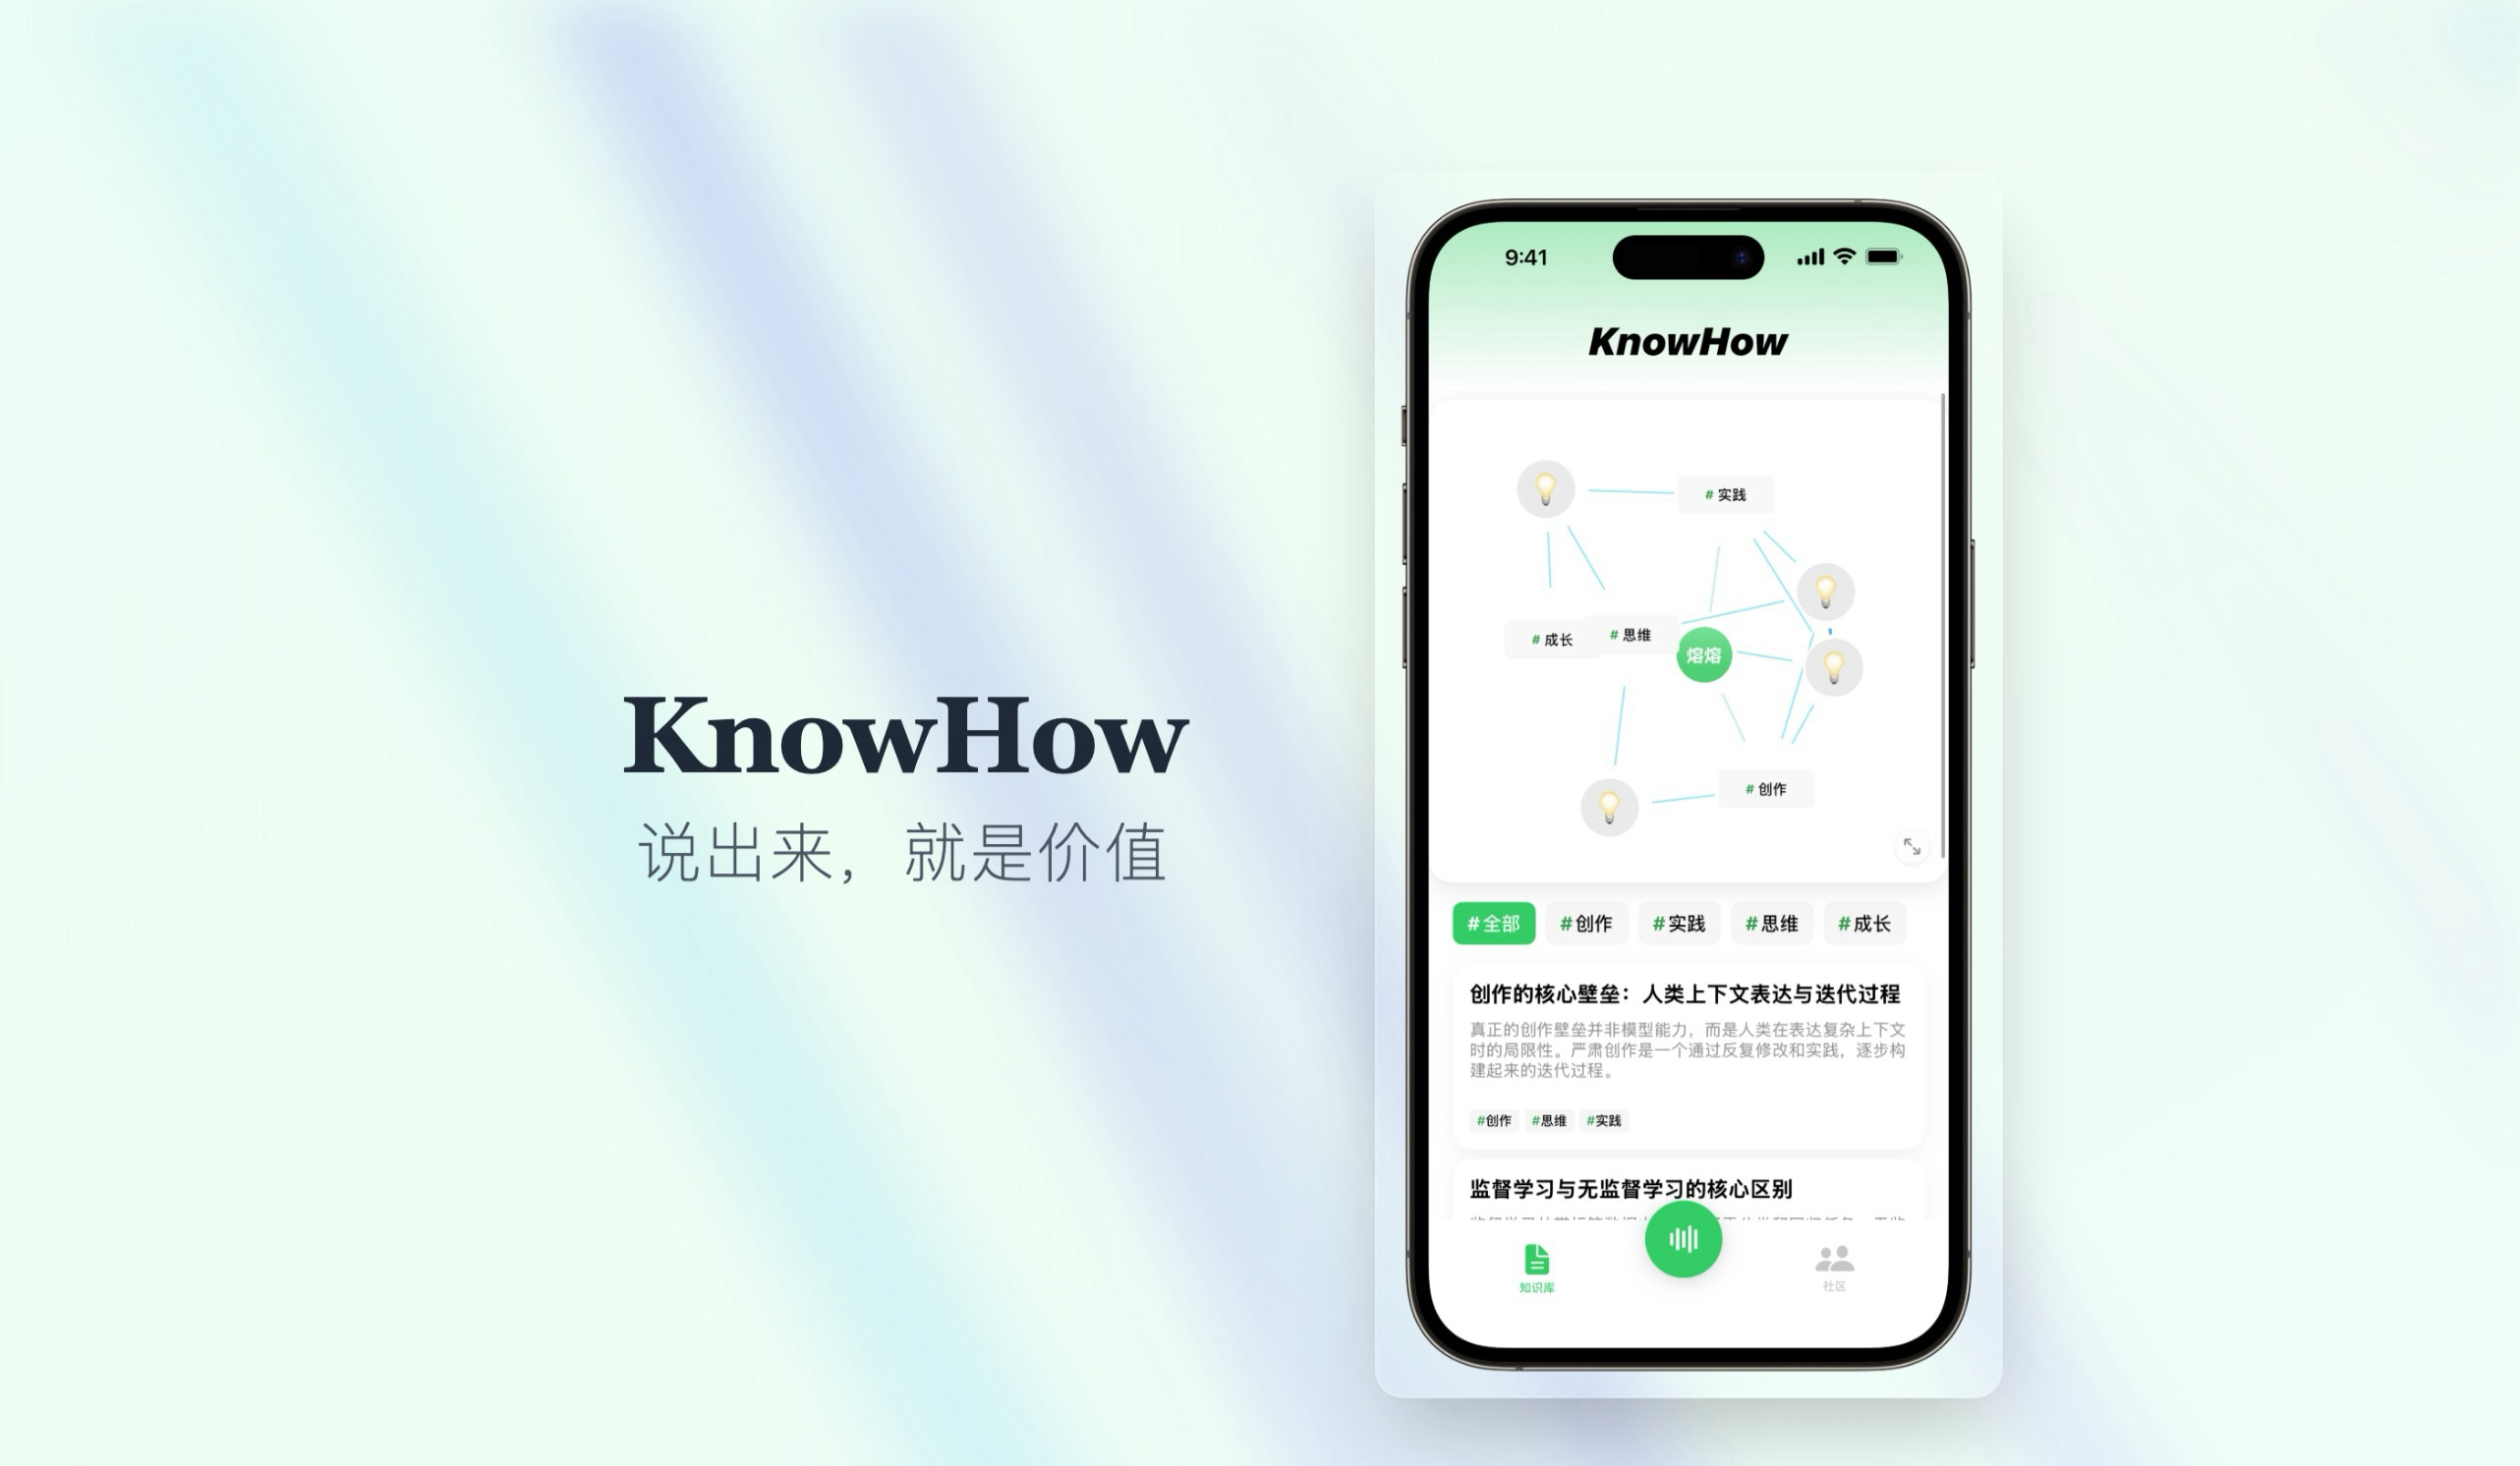 KnowHow
说出来，就是价值
9:41
KnowHow
# 实践
# 成长
# 思维
熔熔
# 创作
#全部 #创作 #实践 #思维 #成长
创作的核心壁垒：人类上下文表达与迭代过程
真正的创作壁垒并非模型能力，而是人类在表达复杂上下文
时的局限性。严肃创作是一个通过反复修改和实践，逐步构
建起来的迭代过程。
#创作 #思维 #实践
监督学习与无监督学习的核心区别
知识库
社区